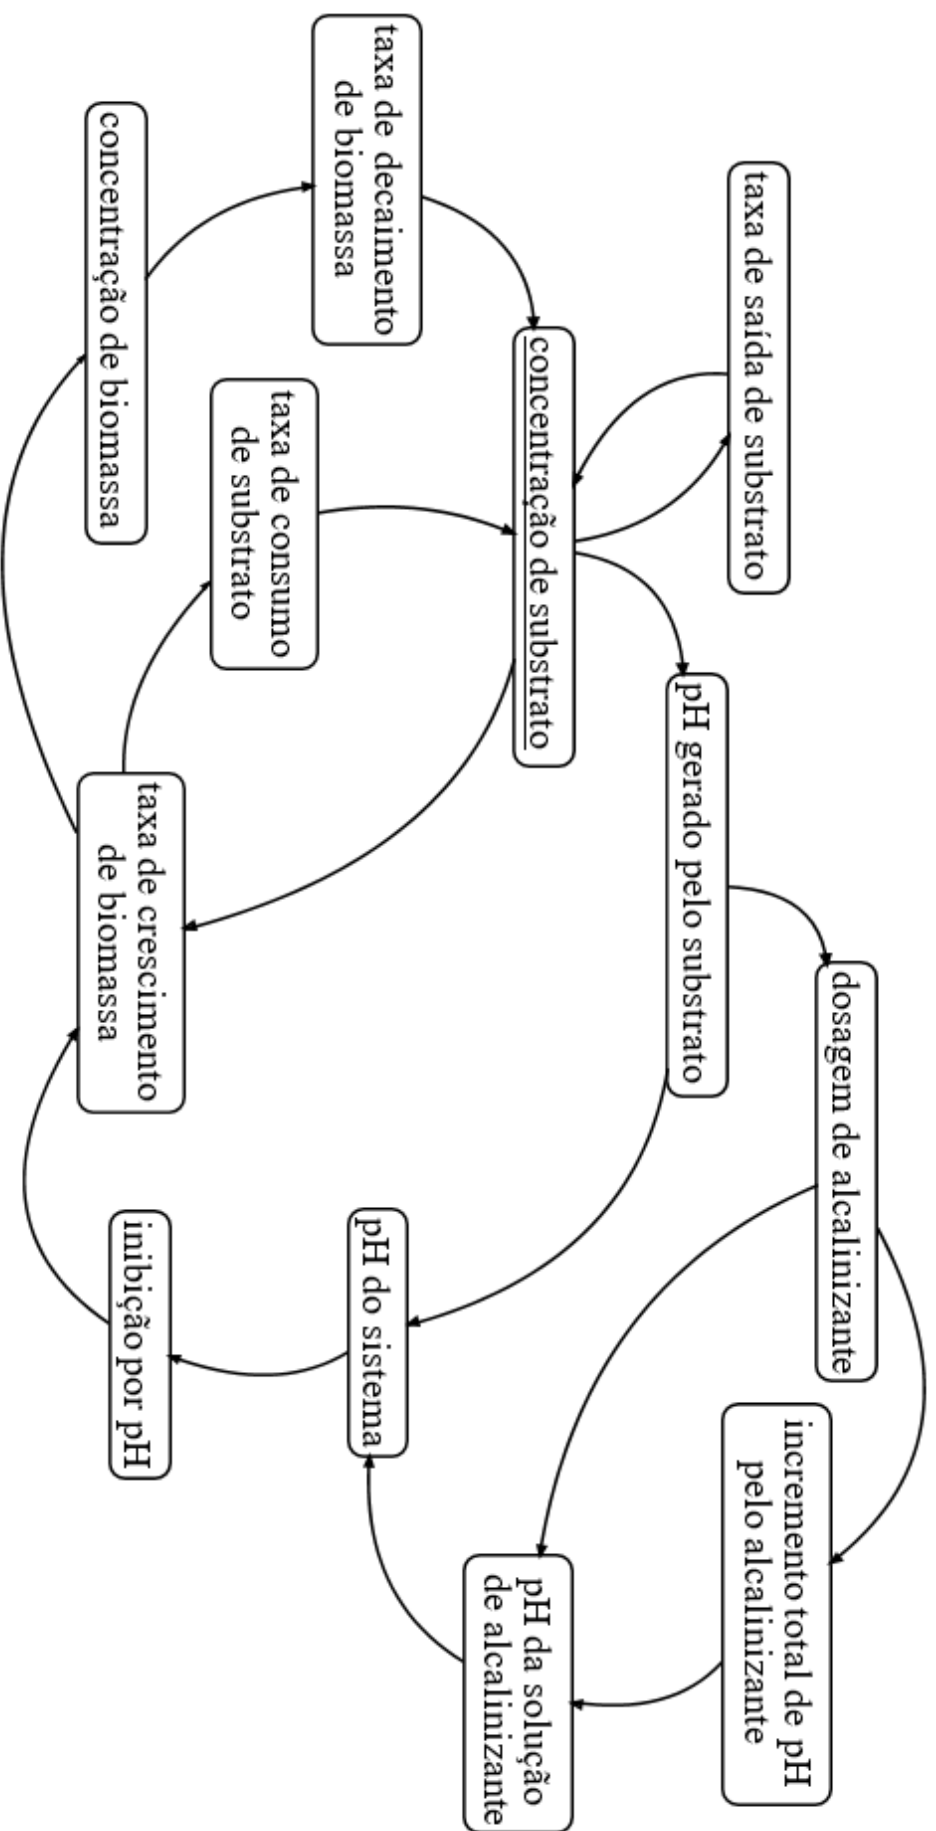 taxa de saída de substrato
taxa de decaimento
de biomassa
concentração de biomassa
concentração de substrato
taxa de consumo
de substrato
pH gerado pelo substrato
taxa de crescimento
de biomassa
dosagem de alcalinizante
pH do sistema
inibição por pH
incremento total de pH
pelo alcalinizante
pH da solução
de alcalinizante